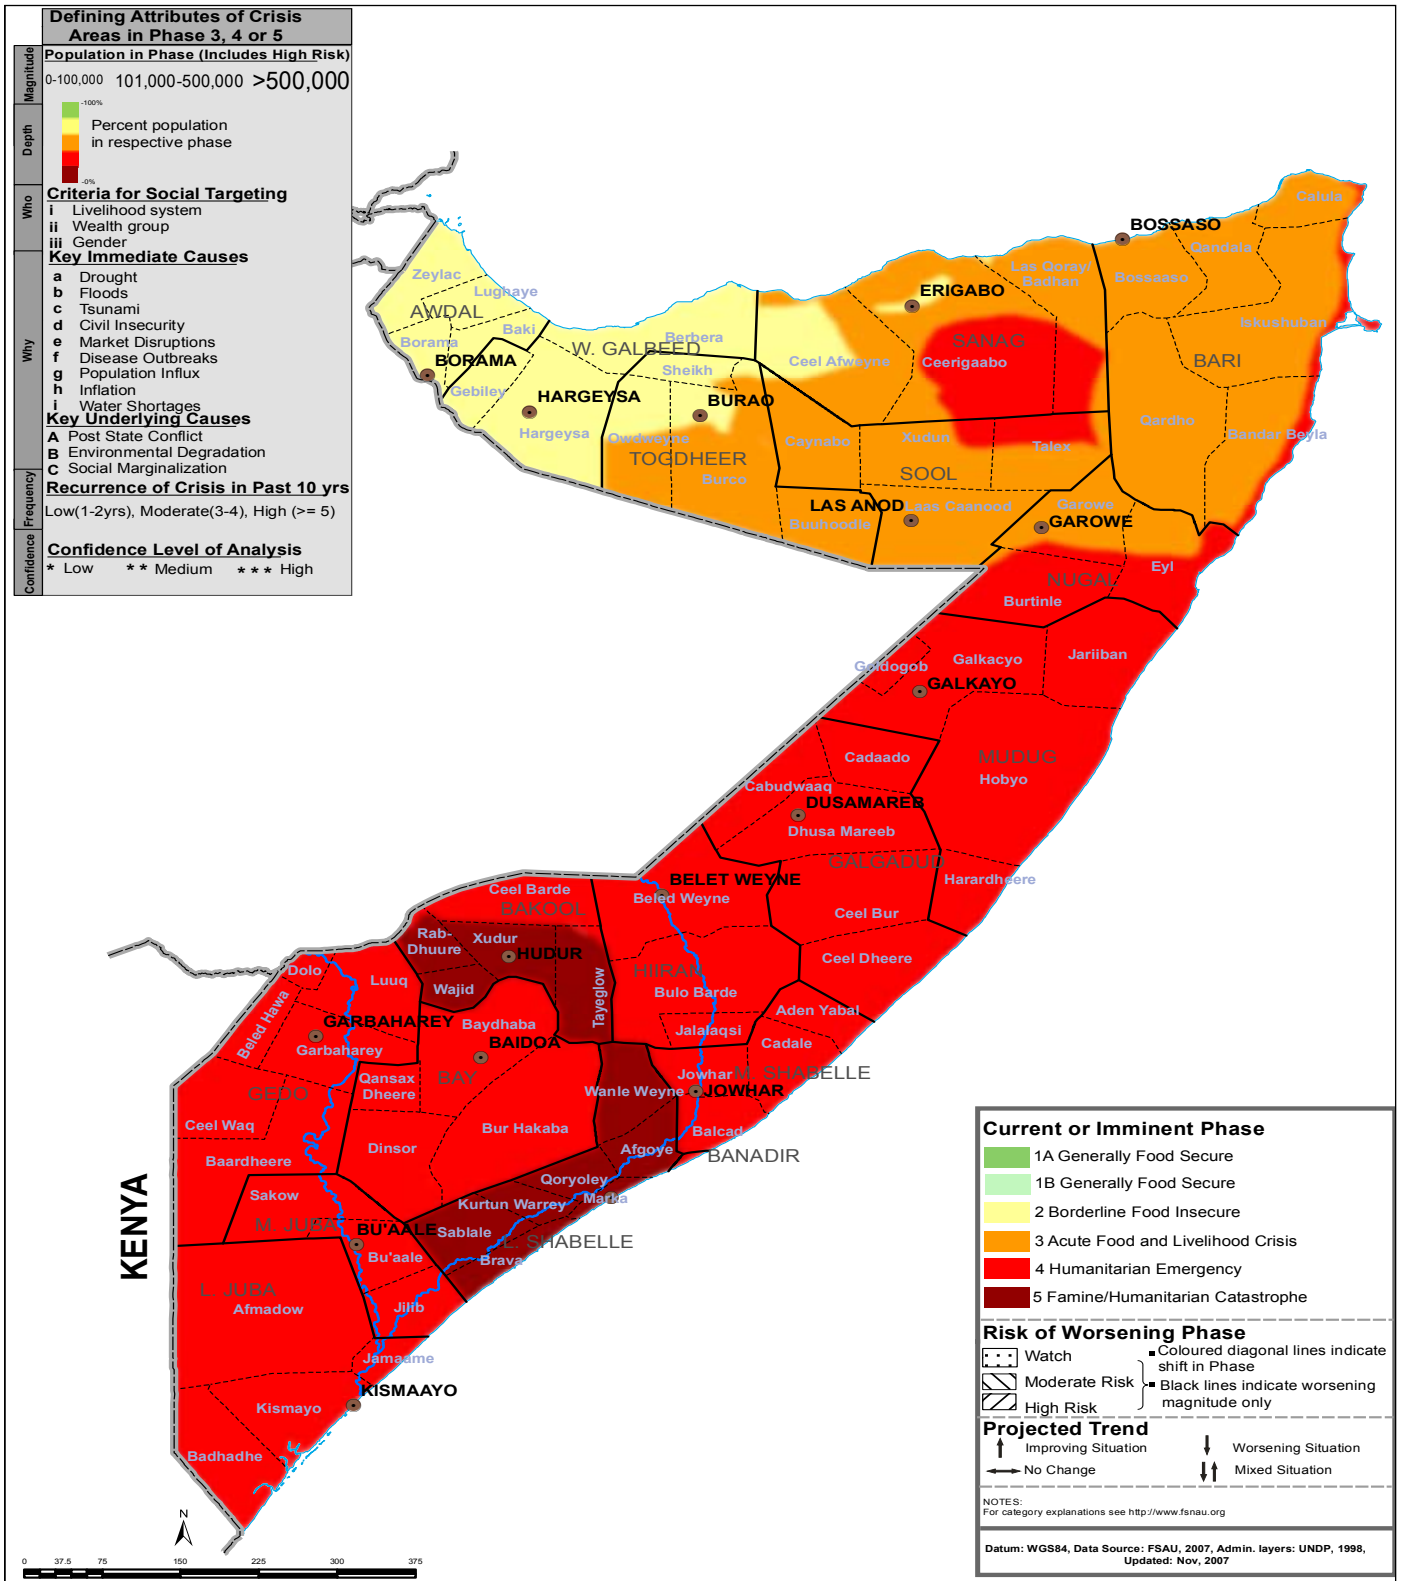 Defining Attributes of Crisis
Areas in Phase 3, 4 or 5
Magnitude
Population in Phase (Includes High Risk)
0-100,000 101,000-500,000 >500,000
Depth
-100%
Percent population
in respective phase
-0%
Who
Criteria for Social Targeting
i Livelihood system
ii Wealth group
iii Gender
Why
Key Immediate Causes
a Drought
b Floods
c Tsunami
d Civil Insecurity
e Market Disruptions
f Disease Outbreaks
g Population Influx
h Inflation
i Water Shortages
Key Underlying Causes
A Post State Conflict
B Environmental Degradation
C Social Marginalization
Frequency
Recurrence of Crisis in Past 10 yrs
Low(1-2yrs), Moderate(3-4), High (>= 5)
Confidence
Confidence Level of Analysis
* Low ** Medium *** High
Calula
BOSSASO
Qandala
Zeylac
Las Qoray/
Badhan
Bossaaso
Lughaye
ERIGABO
AWDAL
Baki
Iskushuban
Borama
W. GALBEED
Berbera
SANAG
BORAMA
Sheikh
Ceel Afweyne
Ceerigaabo
BARI
Gebiley
HARGEYSA
BURAO
Hargeysa
Owdweyne
Caynabo
Xudun
Talex
Qardho
Bandar Beyla
TOGDHEER
Burco
SOOL
LAS ANOD
Laas Caanood
Garowe
Buuhoodle
GAROWE
Eyl
NUGAL
Burtinle
Galdogob
Galkacyo
Jariiban
GALKAYO
Cadaado
MUDUG
Hobyo
Cabudwaaq
DUSAMAREB
Dhusa Mareeb
GALGADUD
BELET WEYNE
Harardheere
Ceel Barde
Beled Weyne
BAKOOL
Ceel Bur
Rab-
Dhuure
Xudur
HUDUR
Ceel Dheere
Dolo
Luuq
Wajid
Tayeglow
HIIRAN
Bulo Barde
Beled Hawa
GARBAHAREY
Baydhaba
Aden Yabal
Garbaharey
BAIDOA
Jalalaqsi
Cadale
GEDO
Qansax
Dheere
BAY
Jowhar
M. SHABELLE
Wanle Weyne
JOWHAR
Ceel Waq
Bur Hakaba
Balcad
Baardheere
Dinsor
Afgoye
BANADIR
KENYA
Sakow
Qoryoley
Kurtun Warrey
Marka
M. JUBA
BU'AALE
Sablale
L. SHABELLE
Bu'aale
Brava
L. JUBA
Afmadow
Jilib
Jamaame
KISMAAYO
Kismayo
Badhadhe
N
0 37.5 75 150 225 300 375
Current or Imminent Phase
1A Generally Food Secure
1B Generally Food Secure
2 Borderline Food Insecure
3 Acute Food and Livelihood Crisis
4 Humanitarian Emergency
5 Famine/Humanitarian Catastrophe
Risk of Worsening Phase
Watch
Moderate Risk
High Risk
Coloured diagonal lines indicate
shift in Phase
Black lines indicate worsening
magnitude only
Projected Trend
Improving Situation
Worsening Situation
No Change
Mixed Situation
NOTES:
For category explanations see http://www.fsnau.org
Datum: WGS84, Data Source: FSAU, 2007, Admin. layers: UNDP, 1998,
Updated: Nov, 2007